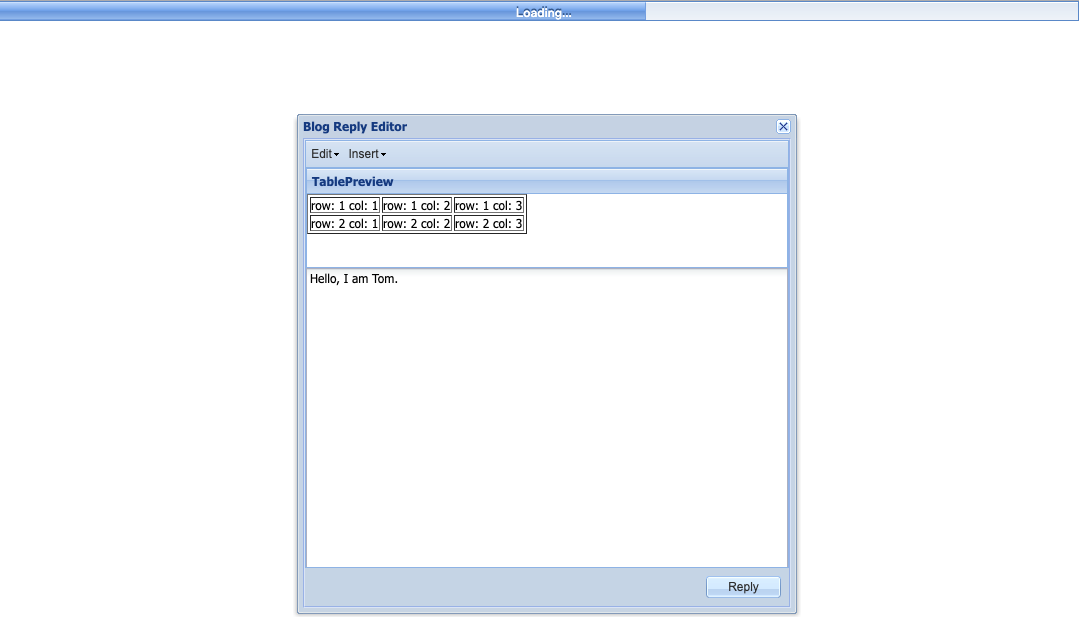 Loading...
Blog Reply Editor
Edit Insert
TablePreview
row: 1 col: 1 row: 1 col: 2 row: 1 col: 3
row: 2 col: 1 row: 2 col: 2 row: 2 col: 3
Hello, I am Tom.
Reply